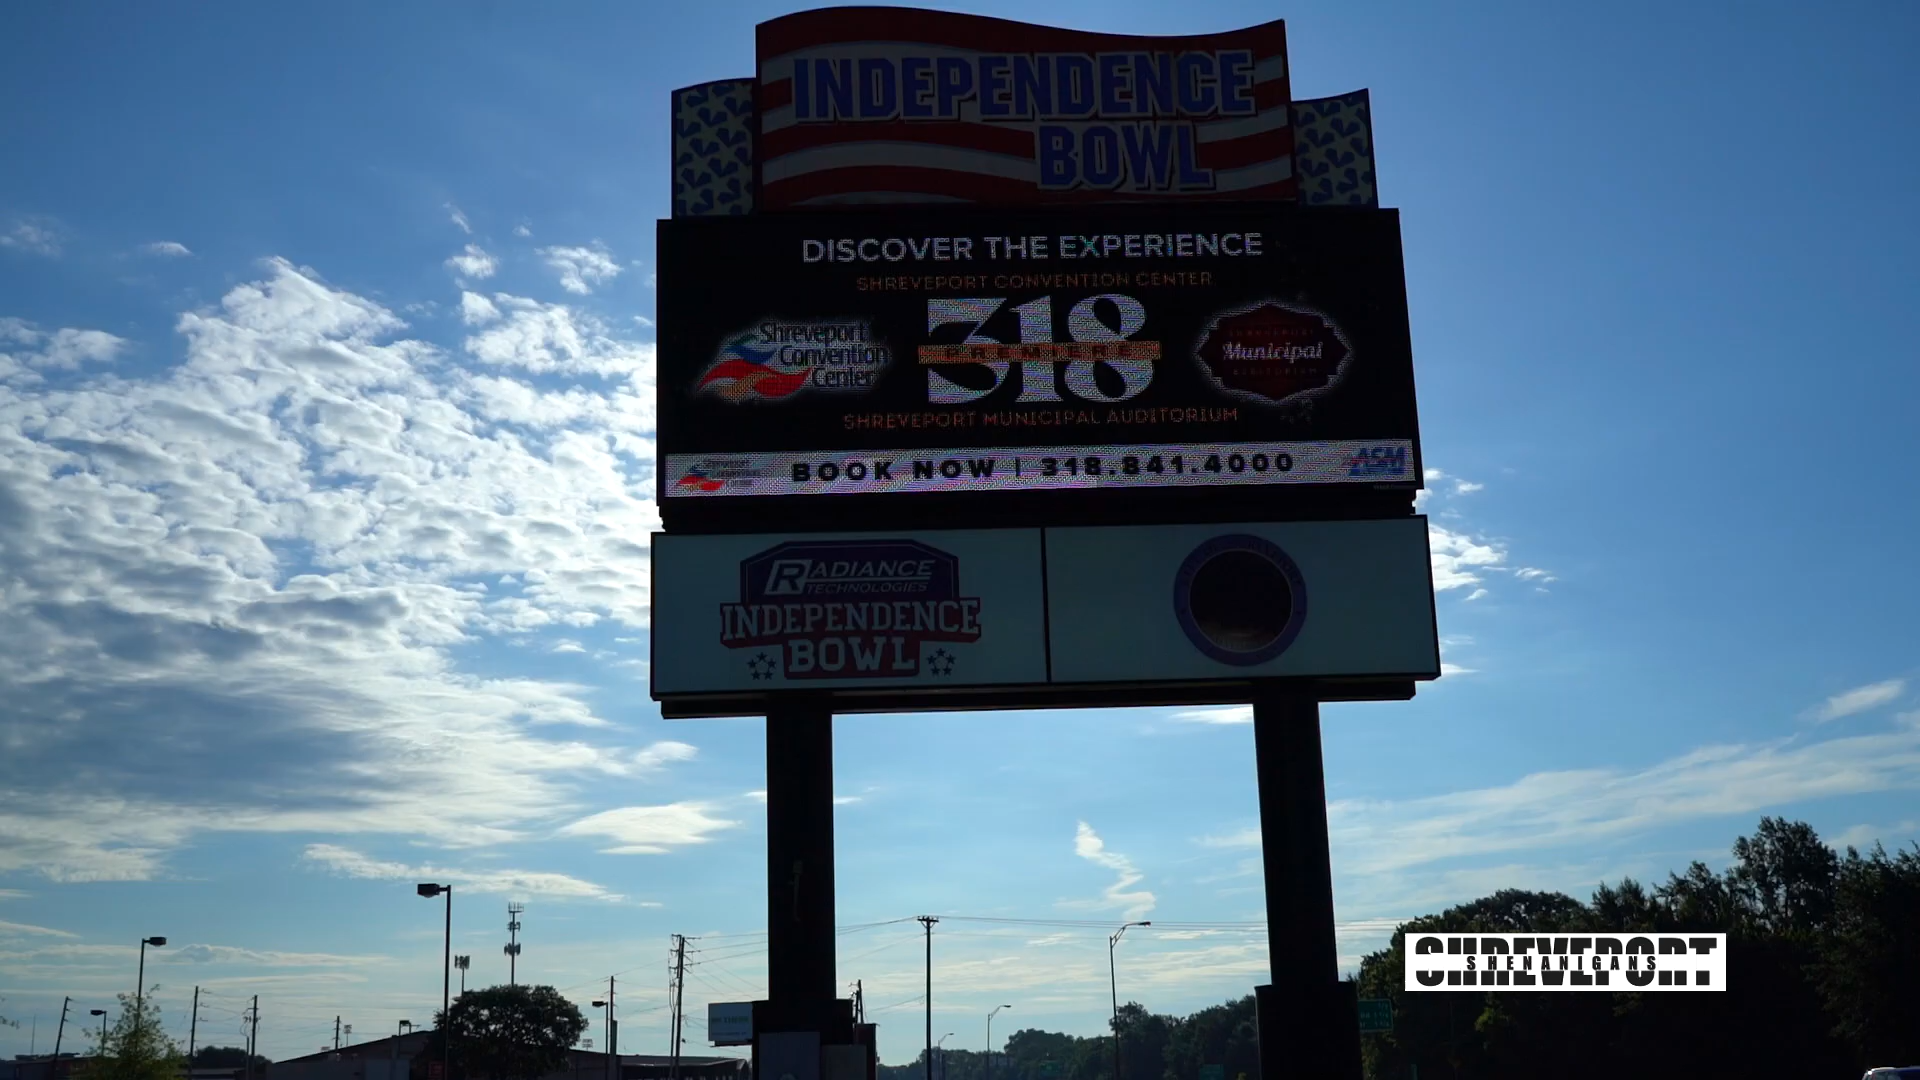 INDEPENDENCE
BOWL
DISCOVER THE EXPERIENCE
SHREVEPORT CONVENTION CENTER
Shreveport
Convention
Center
318
PREMIERE
Municipal
SHREVEPORT MUNICIPAL AUDITORIUM
BOOK NOW | 318.841.4000
ASM
RADIANCE
TECHNOLOGIES
INDEPENDENCE
BOWL
SHREVEPORT
SHENANIGANS